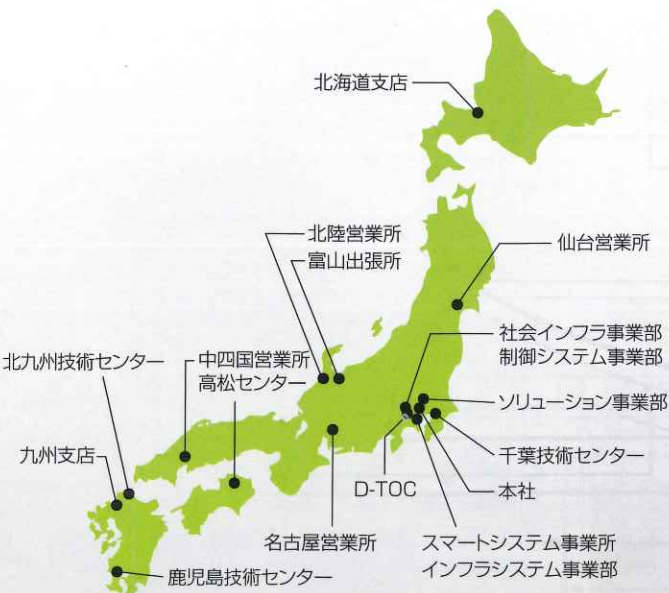 北海道支店
北陸営業所
富山出張所
仙台営業所
社会インフラ事業部
制御システム事業部
北九州技術センター
中四国営業所
高松センター
ソリューション事業部
九州支店
千葉技術センター
D-TOC
本社
名古屋営業所
スマートシステム事業所
インフラシステム事業部
鹿児島技術センター